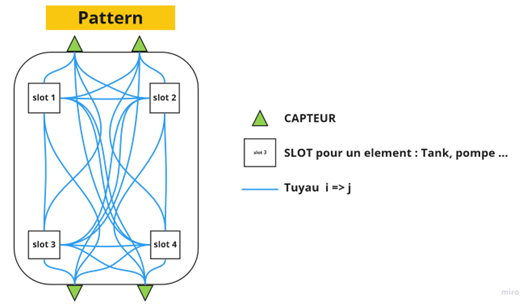 Pattern
slot 1
slot 2
slot 3
slot 4
CAPTEUR
slot 3
SLOT pour un element : Tank, pompe ...
Tuyau i => j
miro